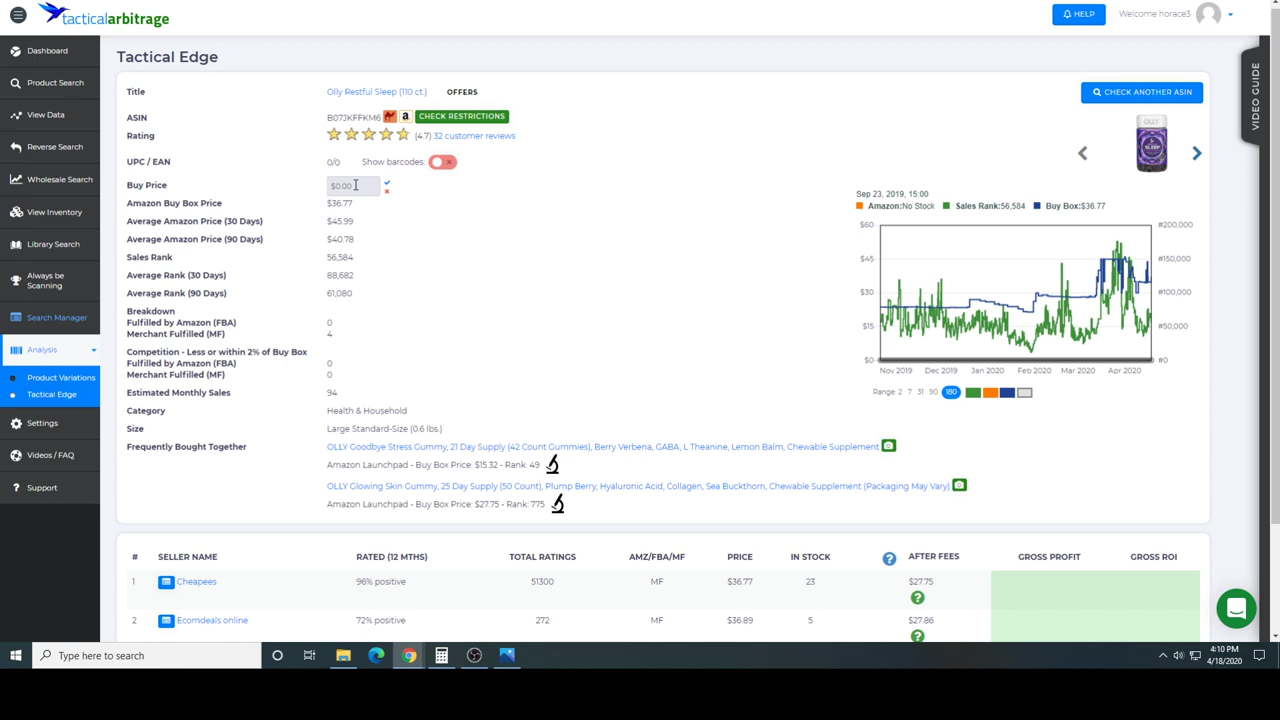 tacticalarbitrage
HELP
Welcome horace3
Dashboard
Product Search
View Data
Reverse Search
Wholesale Search
View Inventory
Library Search
Always be
Scanning
Search Manager
Analysis
Product Variations
Tactical Edge
Settings
Videos / FAQ
Support
Tactical Edge
Title Olly Restful Sleep (110 ct.) OFFERS
CHECK ANOTHER ASIN
VIDEO GUIDE
ASIN B07JKFFKM6 a CHECK RESTRICTIONS
Rating (4.7) 32 customer reviews
UPC / EAN 0/0 Show barcodes:
Buy Price $0.00
Amazon Buy Box Price $36.77
Average Amazon Price (30 Days) $45.99
Average Amazon Price (90 Days) $40.78
Sales Rank 56,584
Average Rank (30 Days) 88,682
Average Rank (90 Days) 61,080
Breakdown
Fulfilled by Amazon (FBA) 0
Merchant Fulfilled (MF) 4
Competition - Less or within 2% of Buy Box
Fulfilled by Amazon (FBA) 0
Merchant Fulfilled (MF) 0
Estimated Monthly Sales 94
Category Health & Household
Size Large Standard-Size (0.6 lbs.)
Frequently Bought Together OLLY Goodbye Stress Gummy, 21 Day Supply (42 Count Gummies), Berry Verbena, GABA, L Theanine, Lemon Balm, Chewable Supplement
Amazon Launchpad - Buy Box Price: $15.32 - Rank: 49
OLLY Glowing Skin Gummy, 25 Day Supply (50 Count), Plump Berry, Hyaluronic Acid, Collagen, Sea Buckthorn, Chewable Supplement (Packaging May Vary)
Amazon Launchpad - Buy Box Price: $27.75 - Rank: 775
OLLY
SLEEP
Sep 23, 2019, 15:00
Amazon:No Stock Sales Rank:56,584 Buy Box:$36.77
$60 #200,000
$45 #150,000
$30 #100,000
$15 #50,000
$0 #0
Nov 2019 Dec 2019 Jan 2020 Feb 2020 Mar 2020 Apr 2020
Range: 2 7 31 90 180
# SELLER NAME RATED (12 MTHS) TOTAL RATINGS AMZ/FBA/MF PRICE IN STOCK ? AFTER FEES GROSS PROFIT GROSS ROI
1 Cheapees 96% positive 51300 MF $36.77 23 $27.75
?
2 Ecomdeals online 72% positive 272 MF $36.89 5 $27.86
?
Type here to search
4:10 PM
4/18/2020